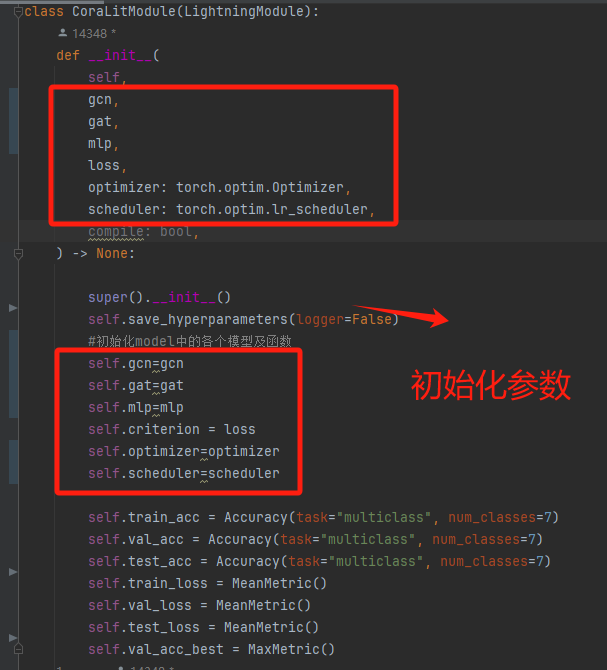 class CoraLitModule(LightningModule):
14348 *
def __init__(
self,
gcn,
gat,
mlp,
loss,
optimizer: torch.optim.Optimizer,
scheduler: torch.optim.lr_scheduler,
compile: bool,
) -> None:
super().__init__()
self.save_hyperparameters(logger=False)
#初始化model中的各个模型及函数
self.gcn=gcn
初始化参数
self.gat=gat
self.mlp=mlp
self.criterion = loss
self.optimizer=optimizer
self.scheduler=scheduler
self.train_acc = Accuracy(task="multiclass", num_classes=7)
self.val_acc = Accuracy(task="multiclass", num_classes=7)
self.test_acc = Accuracy(task="multiclass", num_classes=7)
self.train_loss = MeanMetric()
self.val_loss = MeanMetric()
self.test_loss = MeanMetric()
self.val_acc_best = MaxMetric()